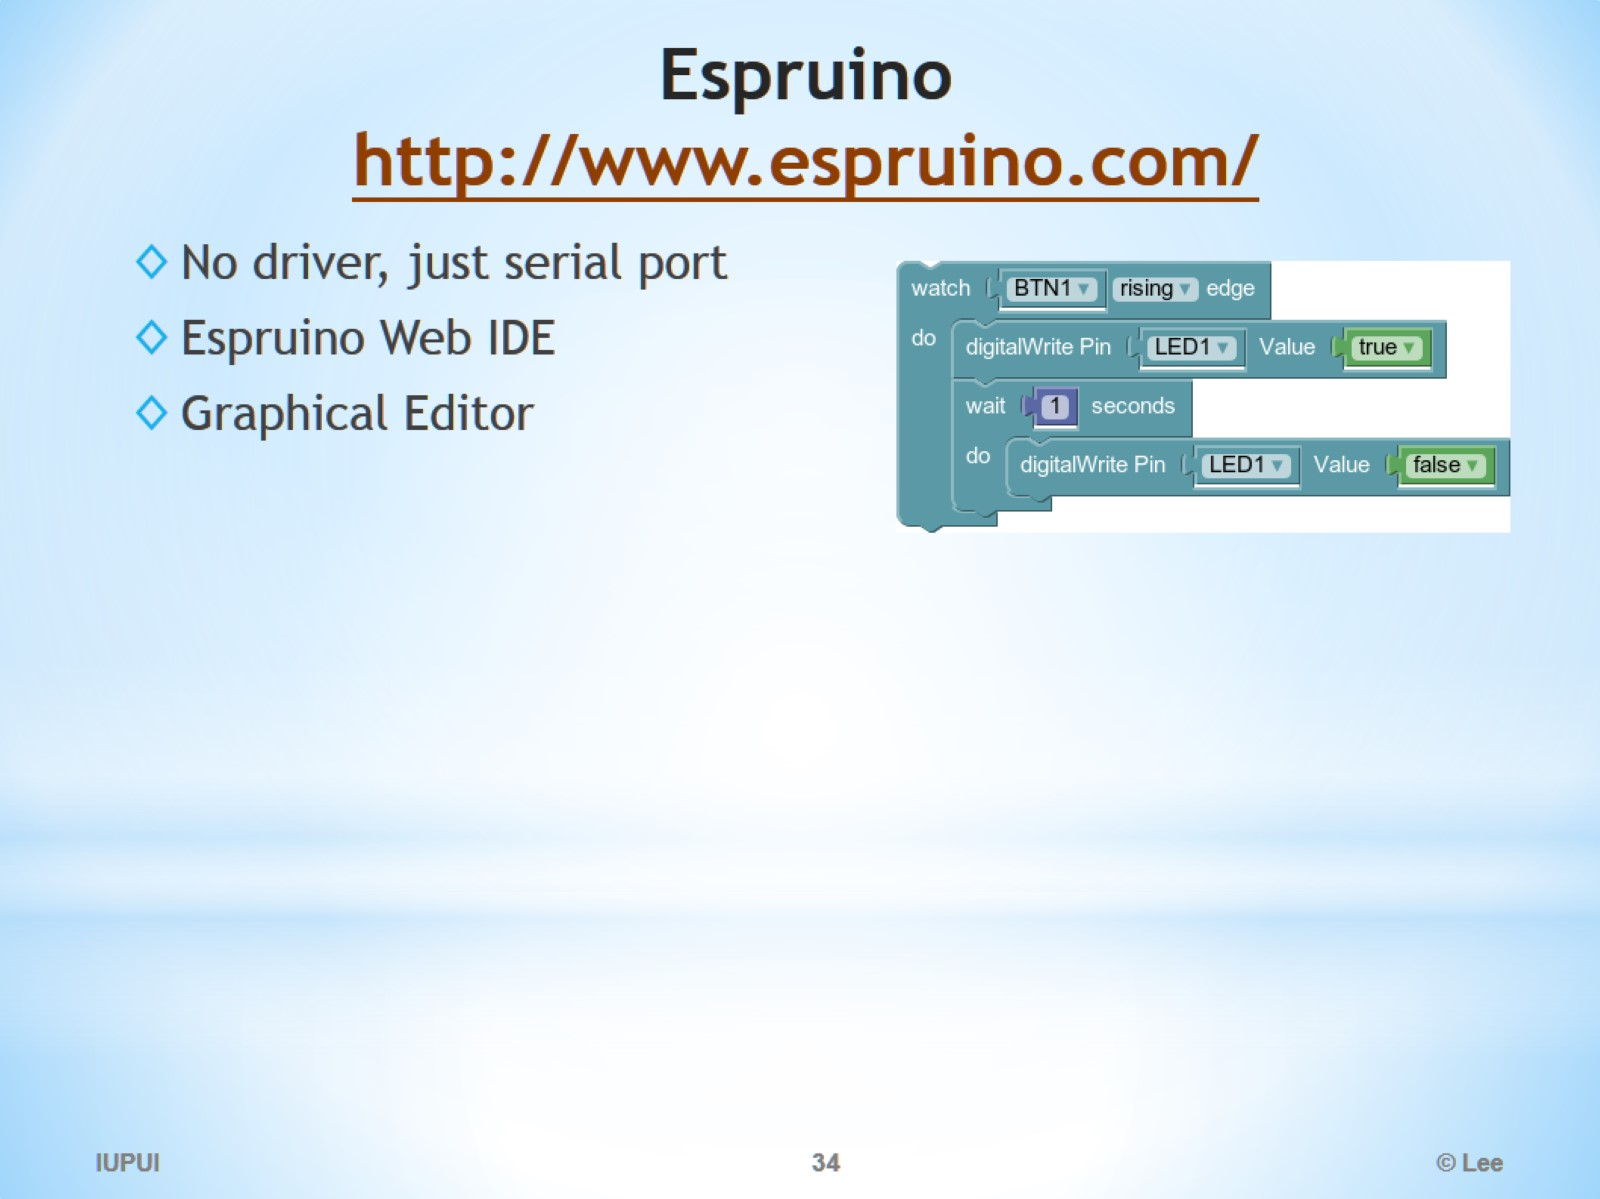 Espruino
http://www.espruino.com/
No driver, just serial port
Espruino Web IDE
Graphical Editor
watch BTN1 rising edge
do digitalWrite Pin LED1 Value true
wait 1 seconds
do digitalWrite Pin LED1 Value false
IUPUI 34 © Lee